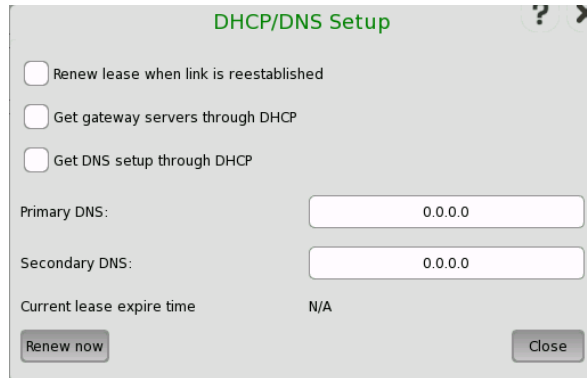 DHCP/DNS Setup ?
Renew lease when link is reestablished
Get gateway servers through DHCP
Get DNS setup through DHCP
Primary DNS: 0.0.0.0
Secondary DNS: 0.0.0.0
Current lease expire time N/A
Renew now Close